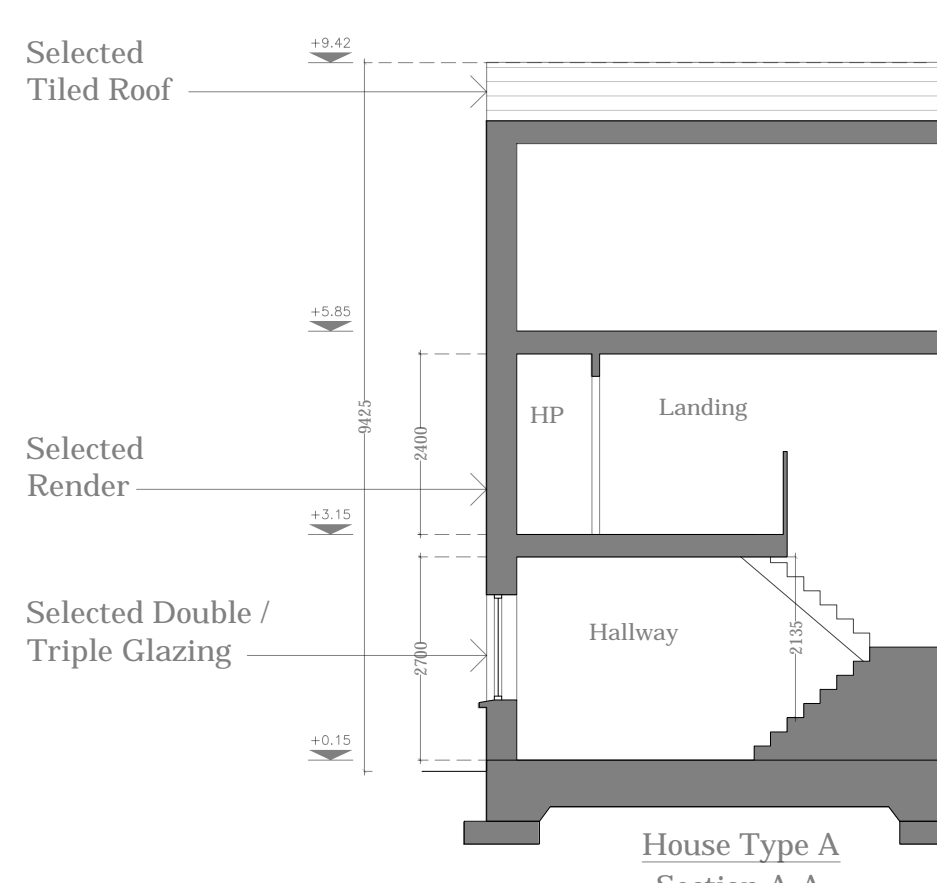 Selected
Tiled Roof
+9.42
+5.85
9425
2400
HP
Landing
Selected
Render
+3.15
Selected Double /
Triple Glazing
2700
Hallway
2135
+0.15
House Type A
Section A-A